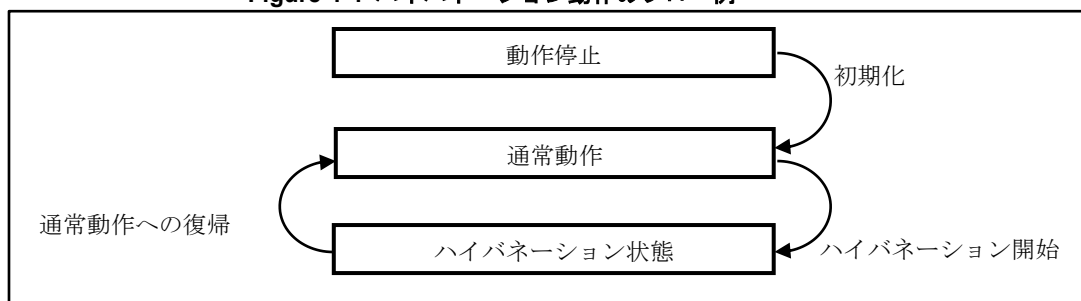 動作停止
初期化
通常動作
通常動作への復帰
ハイバネーション状態
ハイバネーション開始